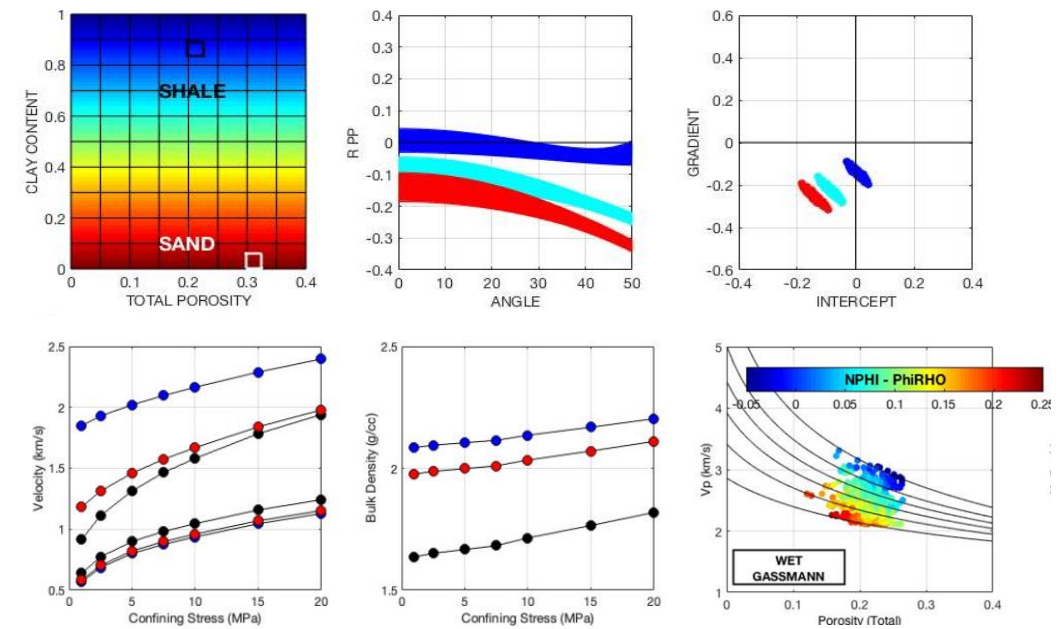 1
0.8
0.6
0.4
0.2
0
CLAY CONTENT
SHALE
SAND
0 0.1 0.2 0.3 0.4
TOTAL POROSITY
0.4
0.3
0.2
0.1
0
-0.1
-0.2
-0.3
-0.4
R PP
0 10 20 30 40 50
ANGLE
0.6
0.4
0.2
0
-0.2
-0.4
-0.6
GRADIENT
-0.4 -0.2 0 0.2 0.4
INTERCEPT
2.5
2
1.5
1
0.5
Velocity (km/s)
0 5 10 15 20
Confining Stress (MPa)
2.5
2
1.5
Bulk Density (g/cc)
0 5 10 15 20
Confining Stress (MPa)
5
4
3
2
1
Vp (km/s)
NPHI - PhiRHO
-0.05 0 0.05 0.1 0.15 0.2 0.25
WET
GASSMANN
0 0.1 0.2 0.3 0.4
Porosity (Total)